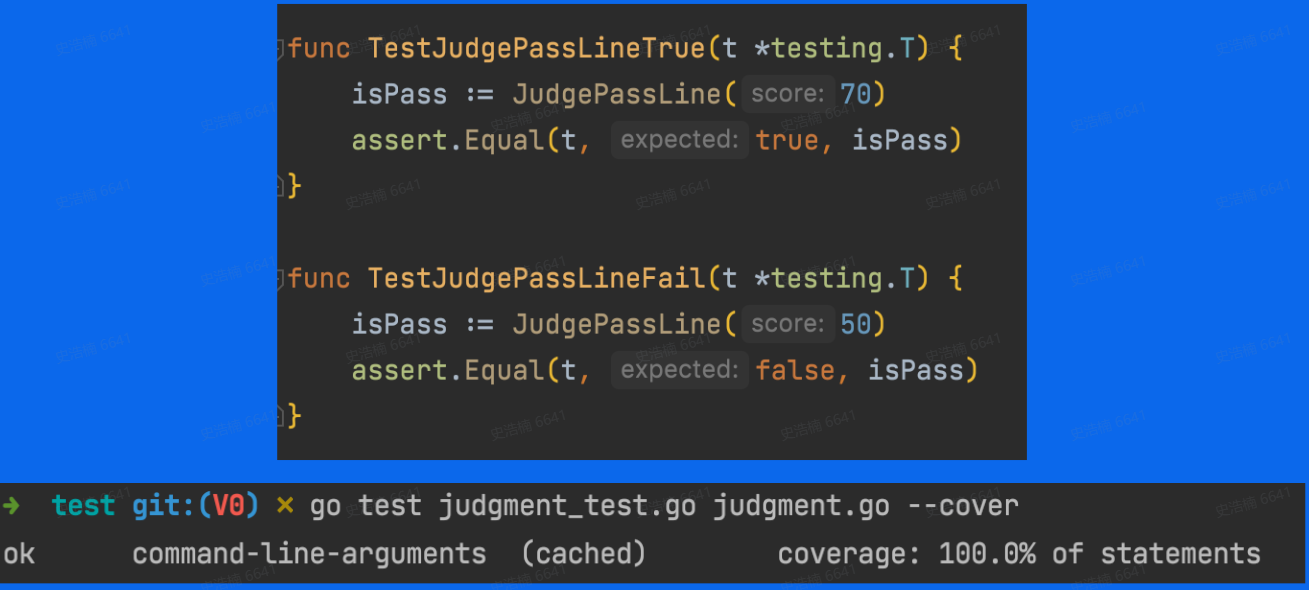 func TestJudgePassLineTrue(t *testing.T) {
isPass := JudgePassLine( score: 70)
assert.Equal(t, expected: true, isPass)
}
func TestJudgePassLineFail(t *testing.T) {
isPass := JudgePassLine( score: 50)
assert.Equal(t, expected: false, isPass)
}
→ test git:(V0) × go test judgment_test.go judgment.go --cover
ok command-line-arguments (cached) coverage: 100.0% of statements
史浩楠 6641